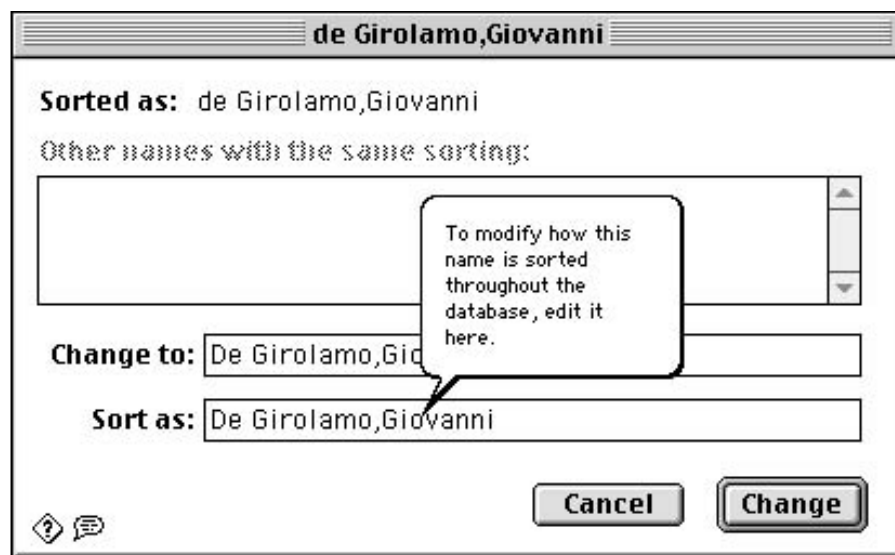 de Girolamo,Giovanni
Sorted as: de Girolamo,Giovanni
Other names with the same sorting:
To modify how this
name is sorted
throughout the
database, edit it
here.
Change to: De Girolamo,Gio
Sort as: De Girolamo,Giovanni
Cancel Change